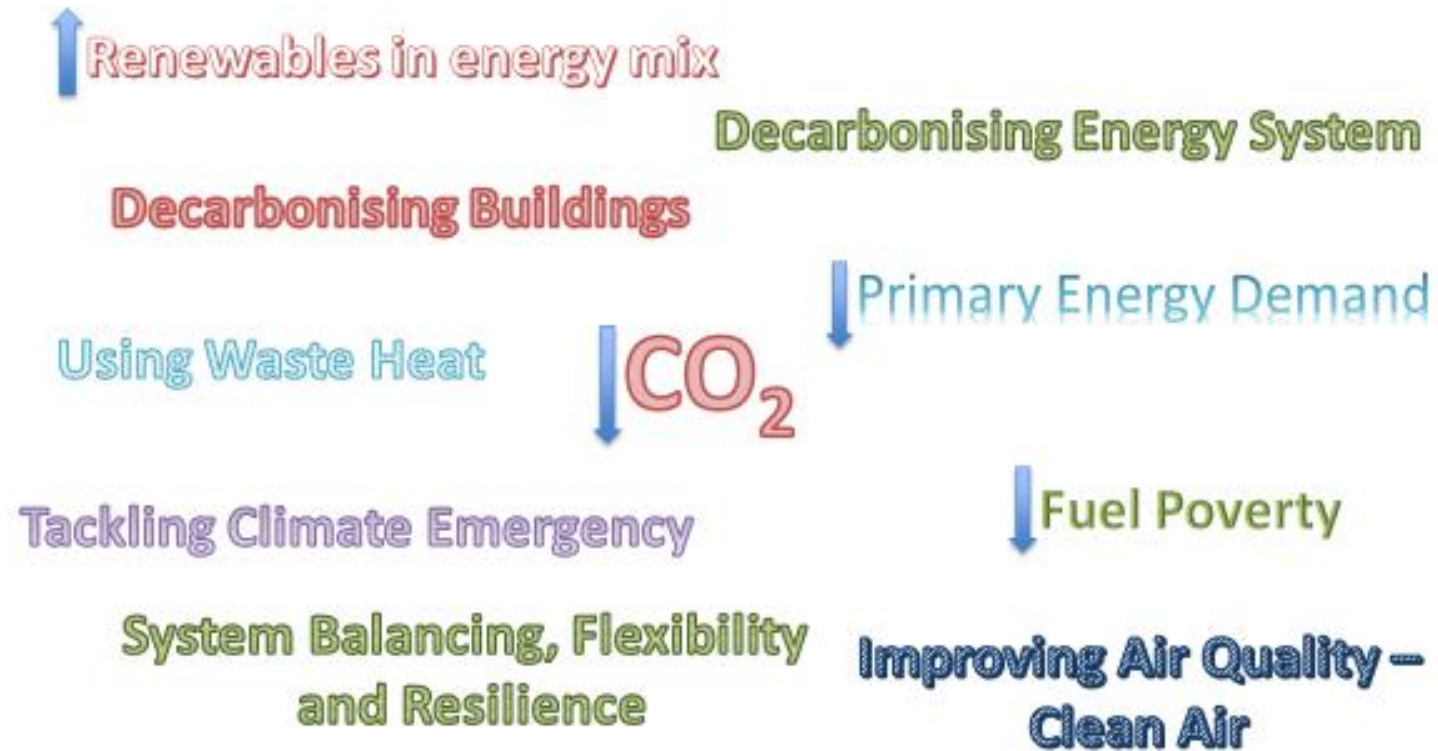 Renewables in energy mix
Decarbonising Energy System
Decarbonising Buildings
Primary Energy Demand
Using Waste Heat
CO₂
Fuel Poverty
Tackling Climate Emergency
System Balancing, Flexibility
and Resilience
Improving Air Quality –
Clean Air